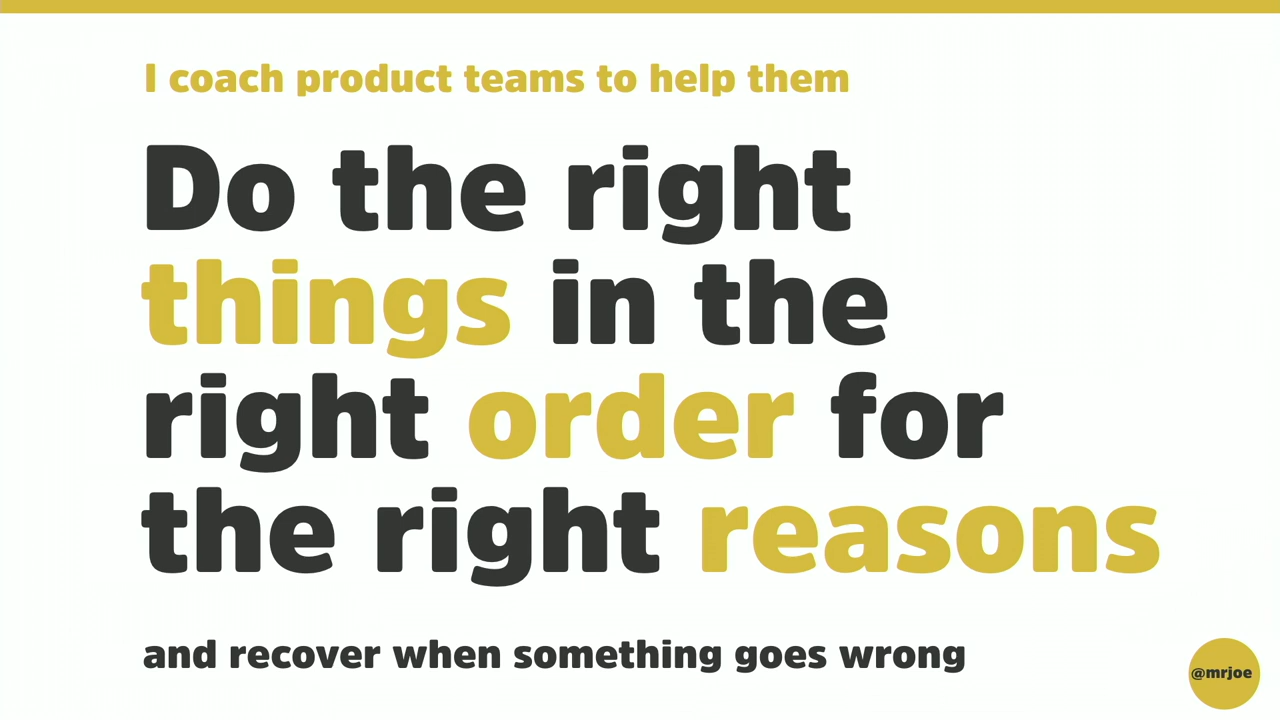 I coach product teams to help them
Do the right
things in the
right order for
the right reasons
and recover when something goes wrong
@mrjoe